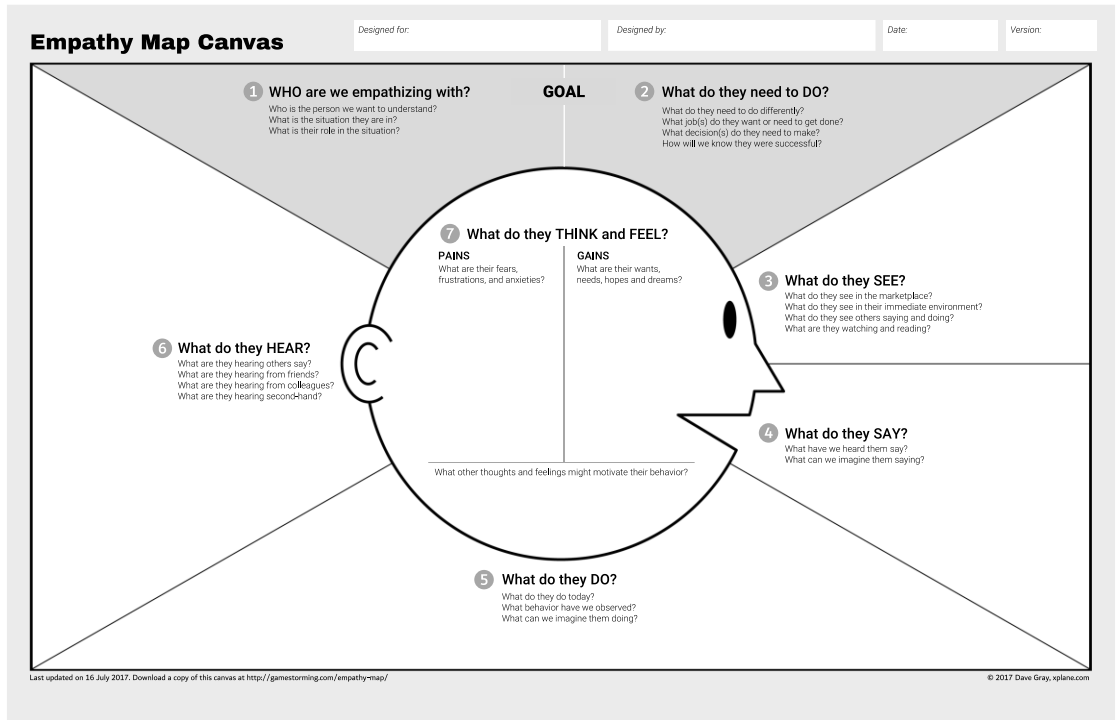 Empathy Map Canvas
Designed for:
Designed by:
Date:
Version:
1 WHO are we empathizing with?
Who is the person we want to understand?
What is the situation they are in?
What is their role in the situation?
GOAL
2 What do they need to DO?
What do they need to do differently?
What job(s) do they want or need to get done?
What decision(s) do they need to make?
How will we know they were successful?
3 What do they SEE?
What do they see in the marketplace?
What do they see in their immediate environment?
What do they see others saying and doing?
What are they watching and reading?
4 What do they SAY?
What have we heard them say?
What can we imagine them saying?
5 What do they DO?
What do they do today?
What behavior have we observed?
What can we imagine them doing?
6 What do they HEAR?
What are they hearing others say?
What are they hearing from friends?
What are they hearing from colleagues?
What are they hearing second-hand?
7 What do they THINK and FEEL?
PAINS
What are their fears,
frustrations, and anxieties?
GAINS
What are their wants,
needs, hopes and dreams?
What other thoughts and feelings might motivate their behavior?
Last updated on 16 July 2017. Download a copy of this canvas at http://gamestorming.com/empathy-map/
© 2017 Dave Gray, xplane.com